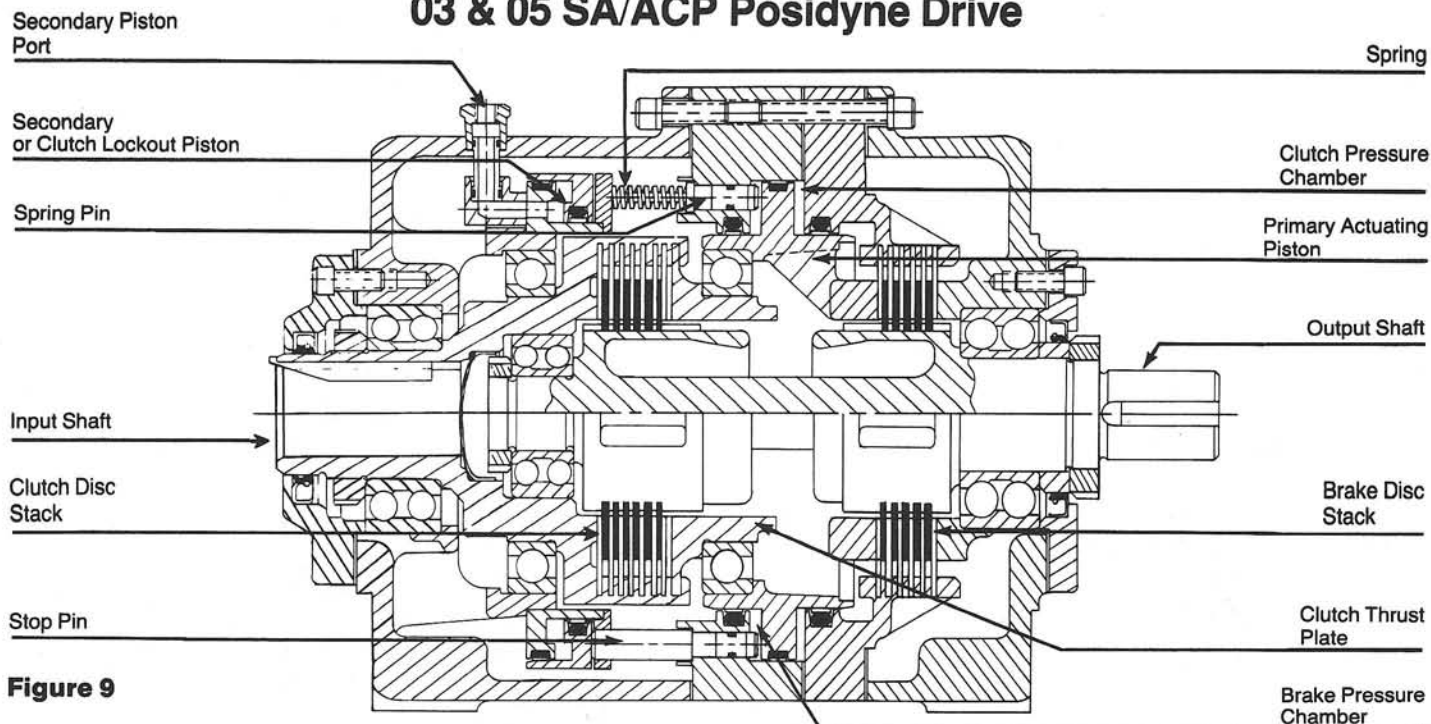 03 & 05 SA/ACP Posidyne Drive
Secondary Piston
Port
Secondary
or Clutch Lockout Piston
Spring Pin
Input Shaft
Clutch Disc
Stack
Stop Pin
Figure 9
Spring
Clutch Pressure
Chamber
Primary Actuating
Piston
Output Shaft
Brake Disc
Stack
Clutch Thrust
Plate
Brake Pressure
Chamber